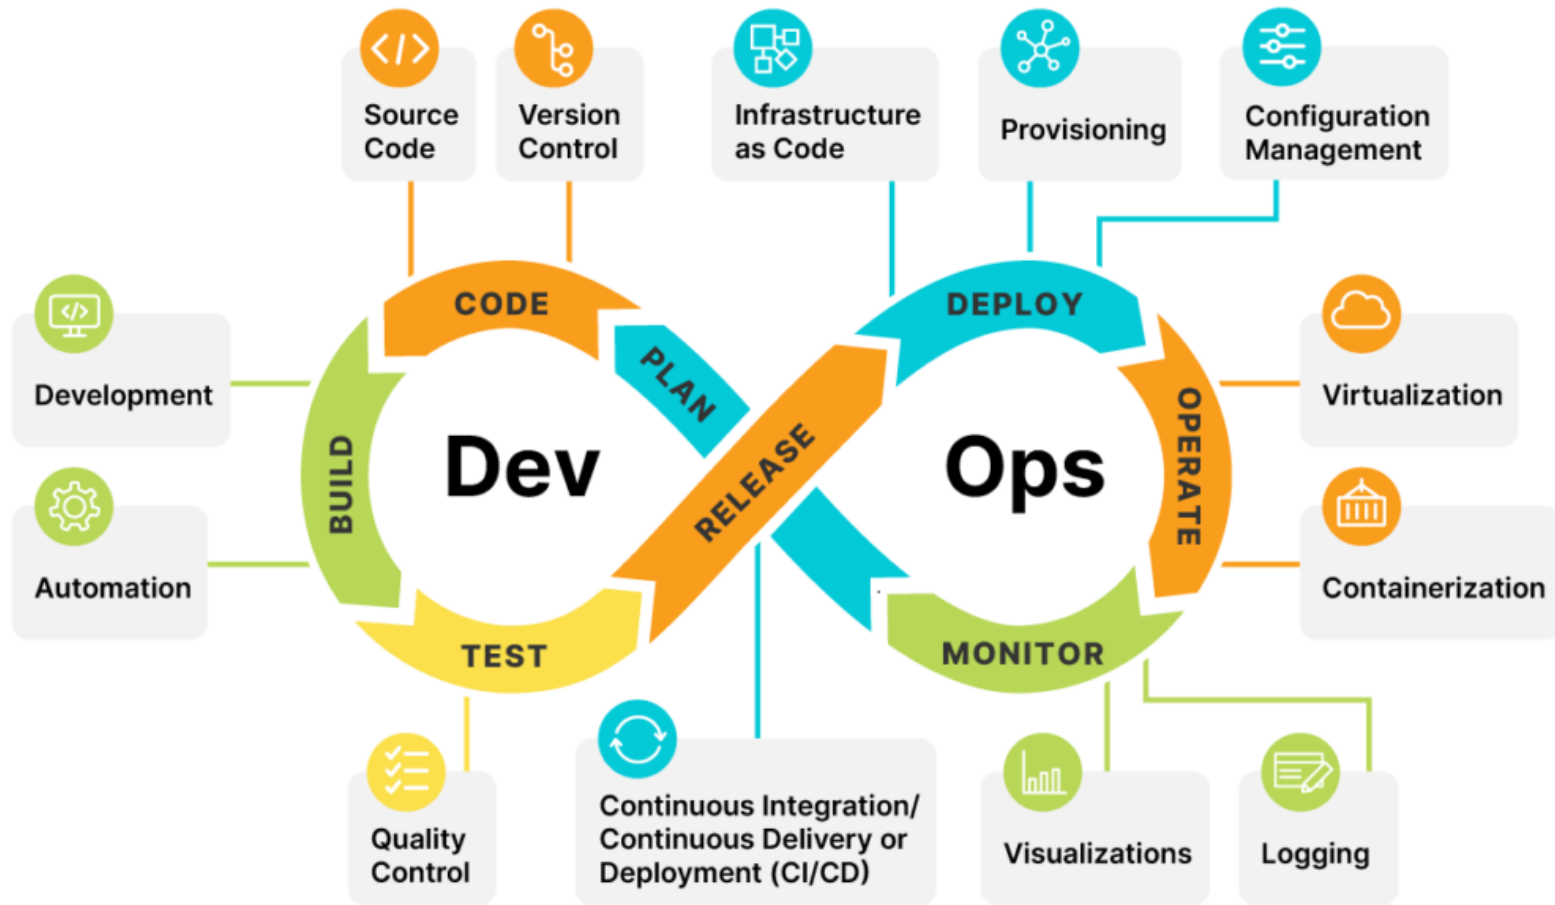 Source
Code
Version
Control
Infrastructure
as Code
Provisioning
Configuration
Management
CODE
DEPLOY
PLAN
Development
Virtualization
Dev
Ops
BUILD
RELEASE
OPERATE
Automation
Containerization
TEST
MONITOR
Quality
Control
Continuous Integration/
Continuous Delivery or
Deployment (CI/CD)
Visualizations
Logging